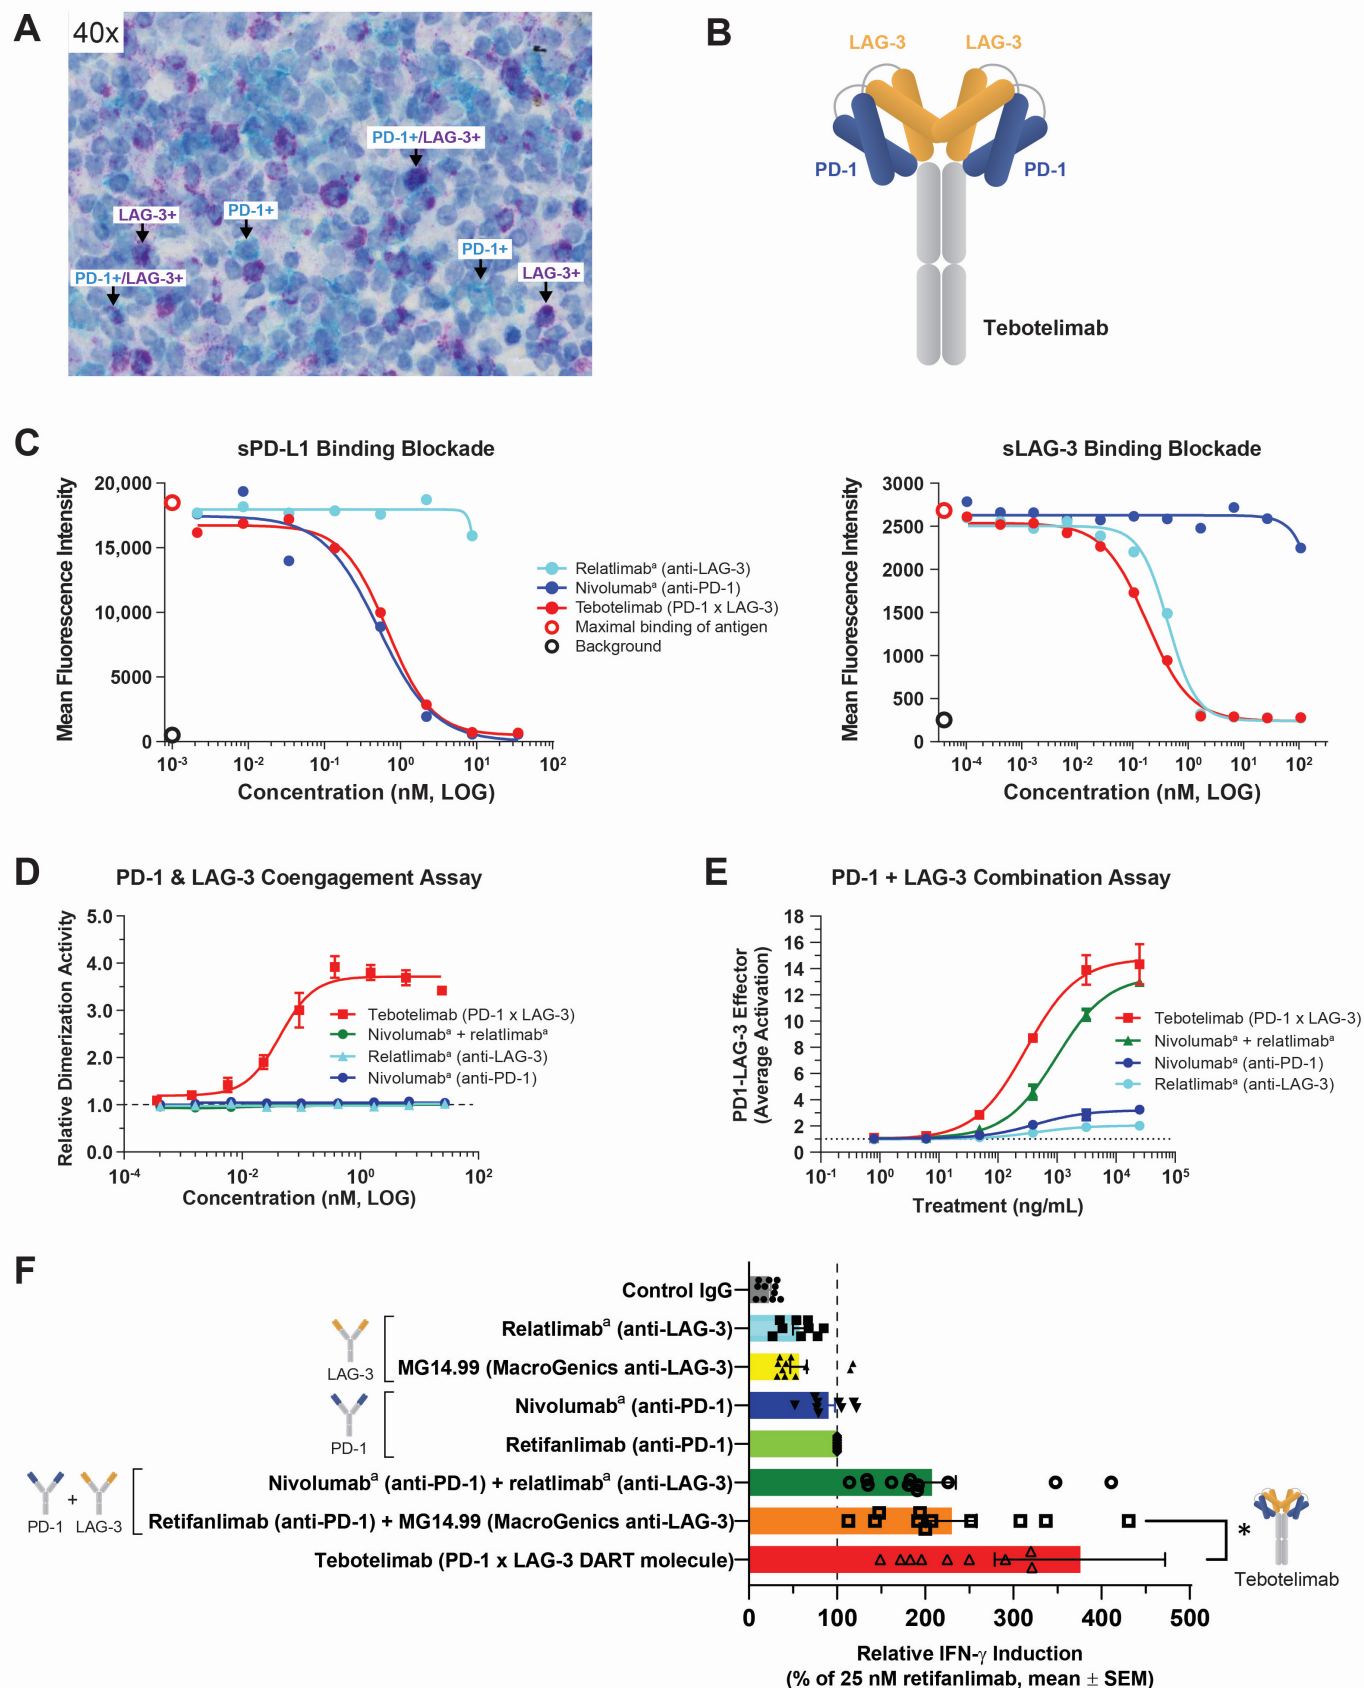 A
40x
PD-1+/LAG-3+
LAG-3+
PD-1+
PD-1+
PD-1+/LAG-3+
LAG-3+
B
LAG-3
LAG-3
PD-1
PD-1
Tebotelimab
C
sPD-L1 Binding Blockade
Mean Fluorescence Intensity
20,000
15,000
10,000
5000
0
10-3
10-2
10-1
100
101
102
Concentration (nM, LOG)
Relatlimabᵃ (anti-LAG-3)
Nivolumabᵃ (anti-PD-1)
Tebotelimab (PD-1 x LAG-3)
Maximal binding of antigen
Background
sLAG-3 Binding Blockade
Mean Fluorescence Intensity
3000
2500
2000
1500
1000
500
0
10-4
10-3
10-2
10-1
100
101
102
Concentration (nM, LOG)
D
PD-1 & LAG-3 Coengagement Assay
Relative Dimerization Activity
5.0
4.0
3.0
2.0
1.0
0.0
10-4
10-2
100
102
Concentration (nM, LOG)
Tebotelimab (PD-1 x LAG-3)
Nivolumabᵃ + relatlimabᵃ
Relatlimabᵃ (anti-LAG-3)
Nivolumabᵃ (anti-PD-1)
E
PD-1 + LAG-3 Combination Assay
PD1-LAG-3 Effector
(Average Activation)
18
16
14
12
10
8
6
4
2
0
10-1
100
101
102
103
104
105
Treatment (ng/mL)
Tebotelimab (PD-1 x LAG-3)
Nivolumabᵃ + relatlimabᵃ
Nivolumabᵃ (anti-PD-1)
Relatlimabᵃ (anti-LAG-3)
F
Control IgG
Relatlimabᵃ (anti-LAG-3)
MG14.99 (MacroGenics anti-LAG-3)
LAG-3
Nivolumabᵃ (anti-PD-1)
Retifanlimab (anti-PD-1)
PD-1
Nivolumabᵃ (anti-PD-1) + relatlimabᵃ (anti-LAG-3)
Retifanlimab (anti-PD-1) + MG14.99 (MacroGenics anti-LAG-3)
+
PD-1 LAG-3
Tebotelimab (PD-1 x LAG-3 DART molecule)
*
Tebotelimab
0
100
200
300
400
500
Relative IFN-γ Induction
(% of 25 nM retifanlimab, mean ± SEM)